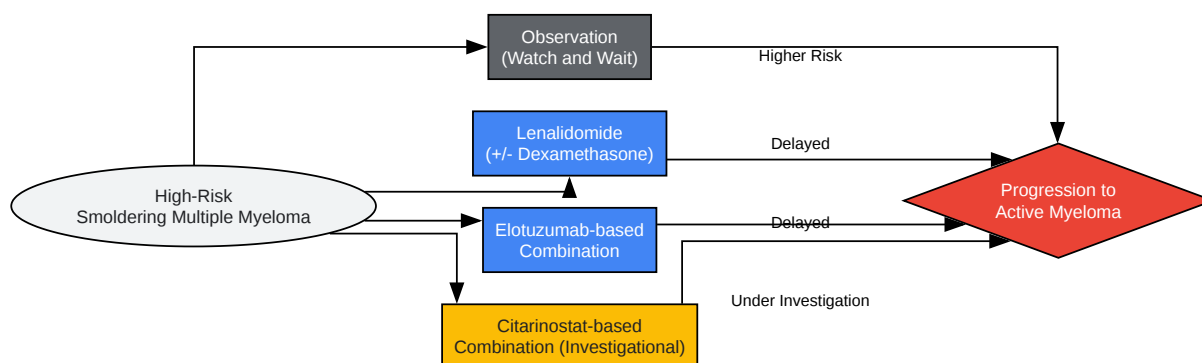 Observation
(Watch and Wait)
Higher Risk
Lenalidomide
(+/- Dexamethasone)
Delayed
High-Risk
Smoldering Multiple Myeloma
Progression to
Active Myeloma
Elotuzumab-based
Combination
Delayed
Under Investigation
Citarinostat-based
Combination (Investigational)